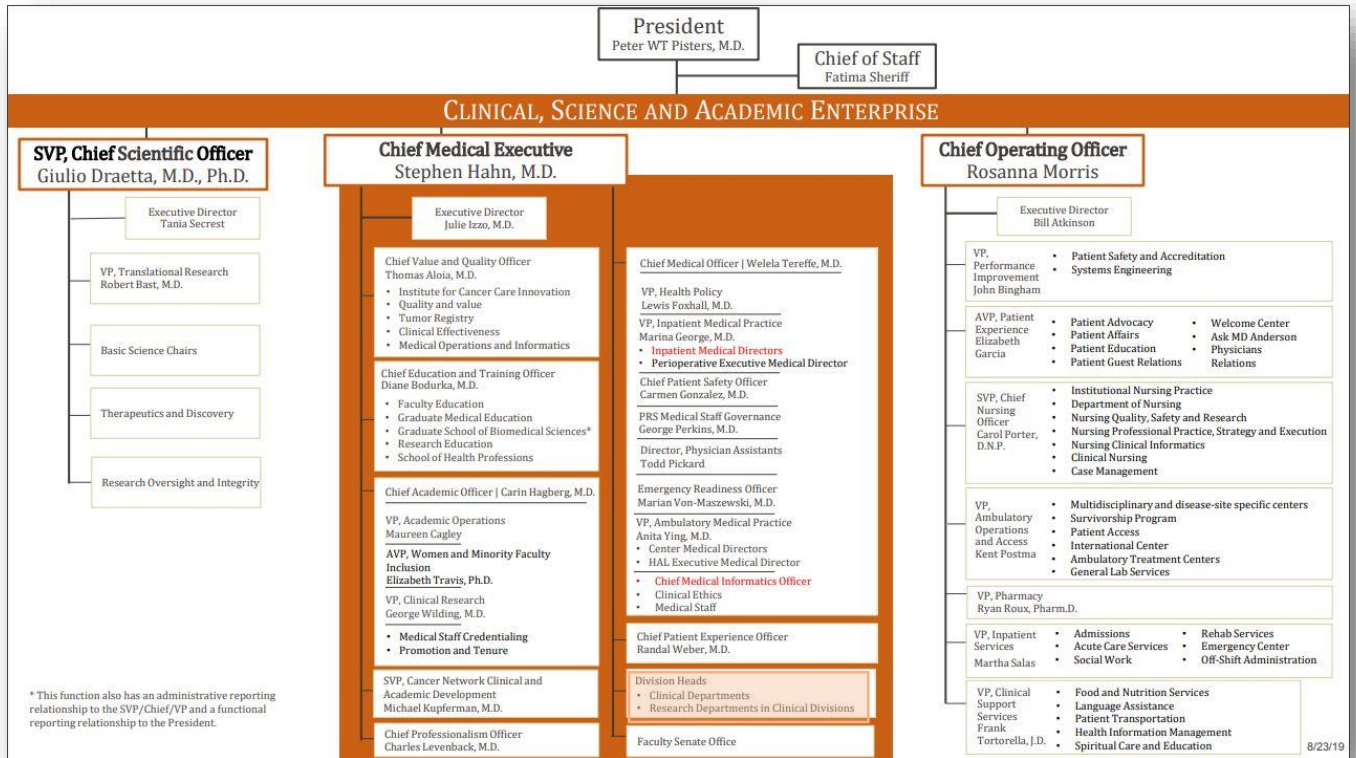 President
Peter WT Pisters, M.D.
Chief of Staff
Fatima Sheriff
CLINICAL, SCIENCE AND ACADEMIC ENTERPRISE
SVP, Chief Scientific Officer
Giulio Draetta, M.D., Ph.D.
Executive Director
Tania Secrest
VP, Translational Research
Robert Bast, M.D.
Basic Science Chairs
Therapeutics and Discovery
Research Oversight and Integrity
* This function also has an administrative reporting
relationship to the SVP/Chief/VP and a functional
reporting relationship to the President.
Chief Medical Executive
Stephen Hahn, M.D.
Executive Director
Julie Izzo, M.D.
Chief Value and Quality Officer
Thomas Aloia, M.D.
• Institute for Cancer Care Innovation
• Quality and value
• Tumor Registry
• Clinical Effectiveness
• Medical Operations and Informatics
Chief Education and Training Officer
Diane Bodurka, M.D.
• Faculty Education
• Graduate Medical Education
• Graduate School of Biomedical Sciences*
• Research Education
• School of Health Professions
Chief Academic Officer | Carin Hagberg, M.D.
VP, Academic Operations
Maureen Cagley
AVP, Women and Minority Faculty
Inclusion
Elizabeth Travis, Ph.D.
VP, Clinical Research
George Wilding, M.D.
• Medical Staff Credentialing
• Promotion and Tenure
SVP, Cancer Network Clinical and
Academic Development
Michael Kupferman, M.D.
Chief Professionalism Officer
Charles Levenback, M.D.
Chief Medical Officer | Welela Tereffe, M.D.
VP, Health Policy
Lewis Foxhall, M.D.
VP, Inpatient Medical Practice
Marina George, M.D.
• Inpatient Medical Directors
• Perioperative Executive Medical Director
Chief Patient Safety Officer
Carmen Gonzalez, M.D.
PRS Medical Staff Governance
George Perkins, M.D.
Director, Physician Assistants
Todd Pickard
Emergency Readiness Officer
Marian Von-Maszewski, M.D.
VP, Ambulatory Medical Practice
Anita Ying, M.D.
• Center Medical Directors
• HAL Executive Medical Director
• Chief Medical Informatics Officer
• Clinical Ethics
• Medical Staff
Chief Patient Experience Officer
Randal Weber, M.D.
Division Heads
• Clinical Departments
• Research Departments in Clinical Divisions
Faculty Senate Office
Chief Operating Officer
Rosanna Morris
Executive Director
Bill Atkinson
VP,
Performance
Improvement
John Bingham
• Patient Safety and Accreditation
• Systems Engineering
AVP, Patient
Experience
Elizabeth
Garcia
• Patient Advocacy
• Patient Affairs
• Patient Education
• Patient Guest Relations
• Welcome Center
• Ask MD Anderson
• Physicians
Relations
SVP, Chief
Nursing
Officer
Carol Porter,
D.N.P.
• Institutional Nursing Practice
• Department of Nursing
• Nursing Quality, Safety and Research
• Nursing Professional Practice, Strategy and Execution
• Nursing Clinical Informatics
• Clinical Nursing
• Case Management
VP,
Ambulatory
Operations
and Access
Kent Postma
• Multidisciplinary and disease-site specific centers
• Survivorship Program
• Patient Access
• International Center
• Ambulatory Treatment Centers
• General Lab Services
VP, Pharmacy
Ryan Roux, Pharm.D.
VP, Inpatient
Services
Martha Salas
• Admissions
• Acute Care Services
• Social Work
• Rehab Services
• Emergency Center
• Off-Shift Administration
VP, Clinical
Support
Services
Frank
Tortorella, J.D.
• Food and Nutrition Services
• Language Assistance
• Patient Transportation
• Health Information Management
• Spiritual Care and Education
8/23/19